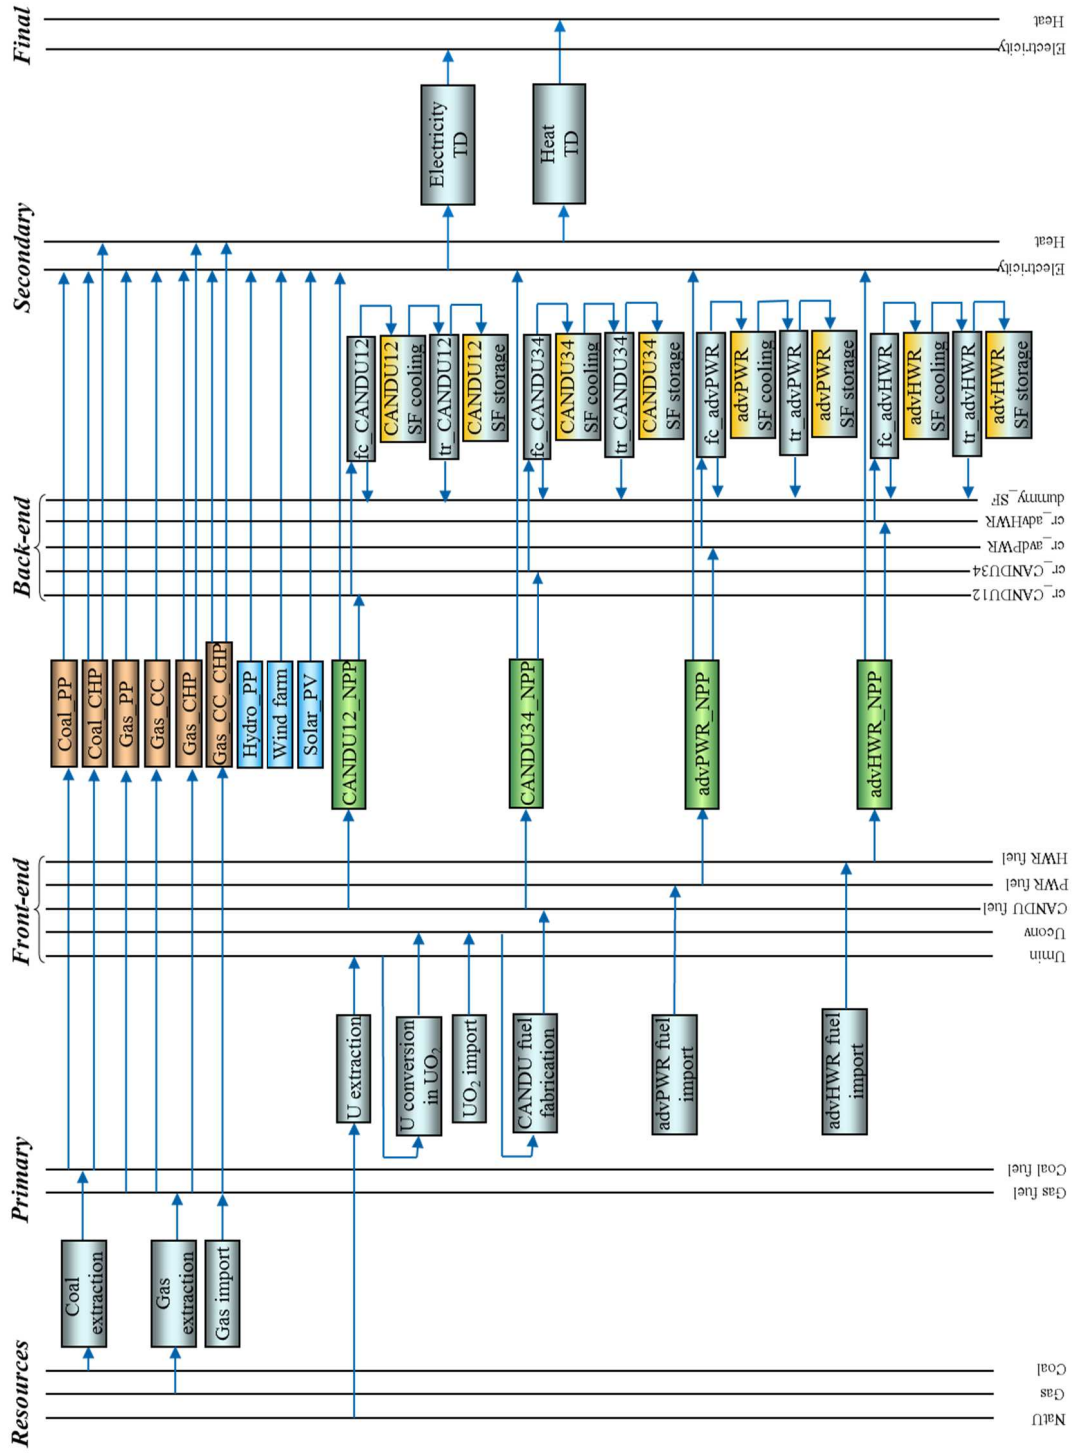 Resources
Primary
Front-end
Back-end
Secondary
Final
NatU
Gas
Coal
Gas fuel
Coal fuel
Umin
Uconv
CANDU fuel
PWR fuel
HWR fuel
cr_CANDU12
cr_CANDU34
cr_avdPWR
cr_advHWR
dummy_SF
Electricity
Heat
Electricity
Heat
Coal
extraction
Gas
extraction
Gas import
U extraction
U conversion
in UO₂
UO₂ import
CANDU fuel
fabrication
advPWR fuel
import
advHWR fuel
import
Coal_PP
Coal_CHP
Gas_PP
Gas_CC
Gas_CHP
Gas_CC_CHP
Hydro_PP
Wind farm
Solar_PV
CANDU12_NPP
CANDU34_NPP
advPWR_NPP
advHWR_NPP
fc_CANDU12
CANDU12
SF cooling
tr_CANDU12
CANDU12
SF storage
fc_CANDU34
CANDU34
SF cooling
tr_CANDU34
CANDU34
SF storage
fc_advPWR
advPWR
SF cooling
tr_advPWR
advPWR
SF storage
fc_advHWR
advHWR
SF cooling
tr_advHWR
advHWR
SF storage
Electricity
TD
Heat
TD